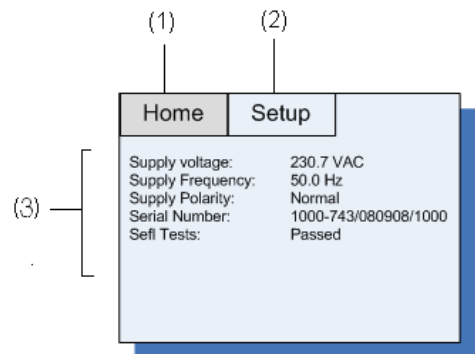 (1)
(2)
Home Setup
Supply voltage: 230.7 VAC
Supply Frequency: 50.0 Hz
Supply Polarity: Normal
(3)
Serial Number: 1000-743/080908/1000
Sefl Tests: Passed